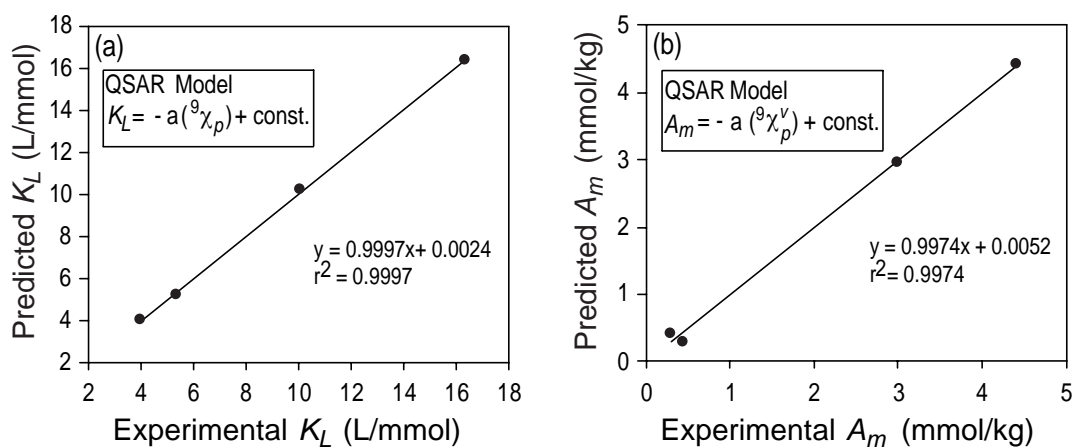 (a)
QSAR Model
K_L = - a (⁹χ_p) + const.
y = 0.9997x+ 0.0024
r² = 0.9997
18
16
14
12
10
8
6
4
2
2 4 6 8 10 12 14 16 18
Predicted K_L (L/mmol)
Experimental K_L (L/mmol)
(b)
QSAR Model
A_m = - a (⁹χ_p^v) + const.
y = 0.9974x + 0.0052
r² = 0.9974
5
4
3
2
1
0
0 1 2 3 4 5
Predicted A_m (mmol/kg)
Experimental A_m (mmol/kg)